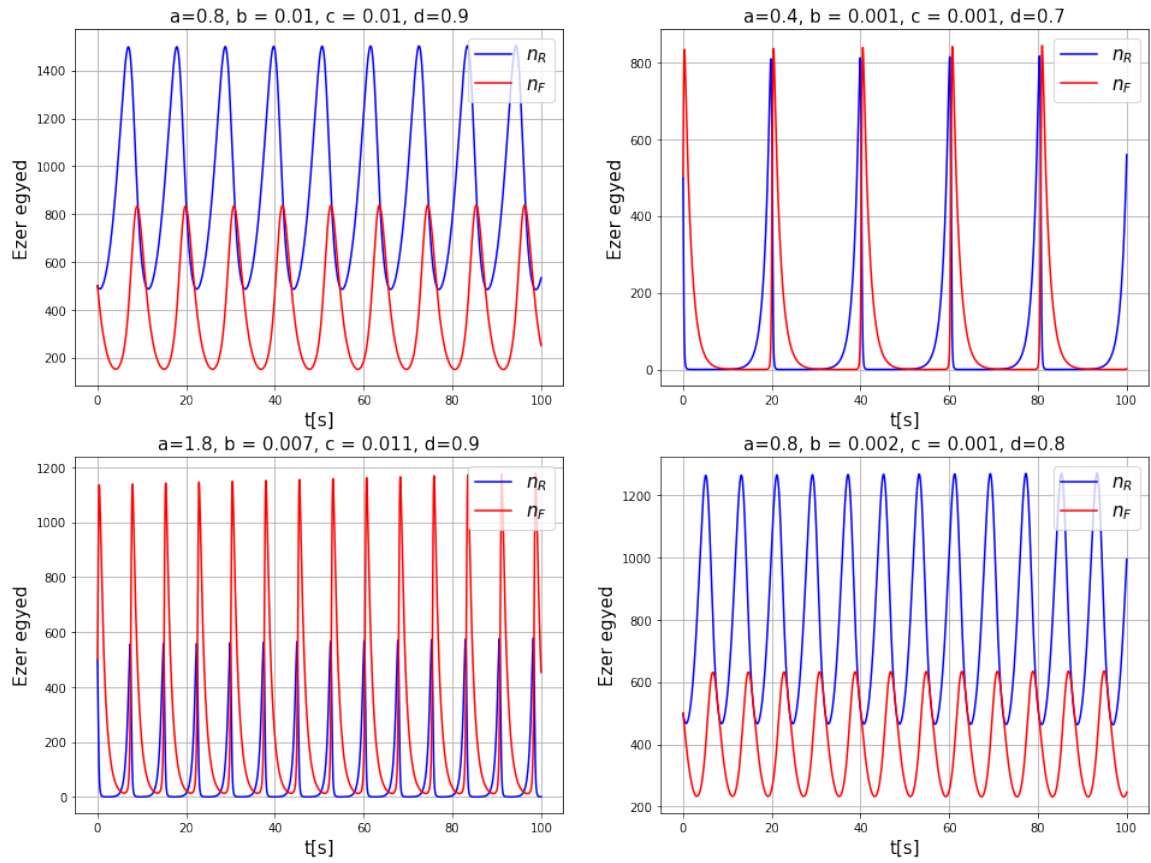 a=0.8, b = 0.01, c = 0.01, d=0.9
1400
1200
1000
800
600
400
200
Ezer egyed
n_R
n_F
0
20
40
60
80
100
t[s]
a=0.4, b = 0.001, c = 0.001, d=0.7
800
600
400
200
0
Ezer egyed
n_R
n_F
0
20
40
60
80
100
t[s]
a=1.8, b = 0.007, c = 0.011, d=0.9
1200
1000
800
600
400
200
0
Ezer egyed
n_R
n_F
0
20
40
60
80
100
t[s]
a=0.8, b = 0.002, c = 0.001, d=0.8
1200
1000
800
600
400
200
Ezer egyed
n_R
n_F
0
20
40
60
80
100
t[s]